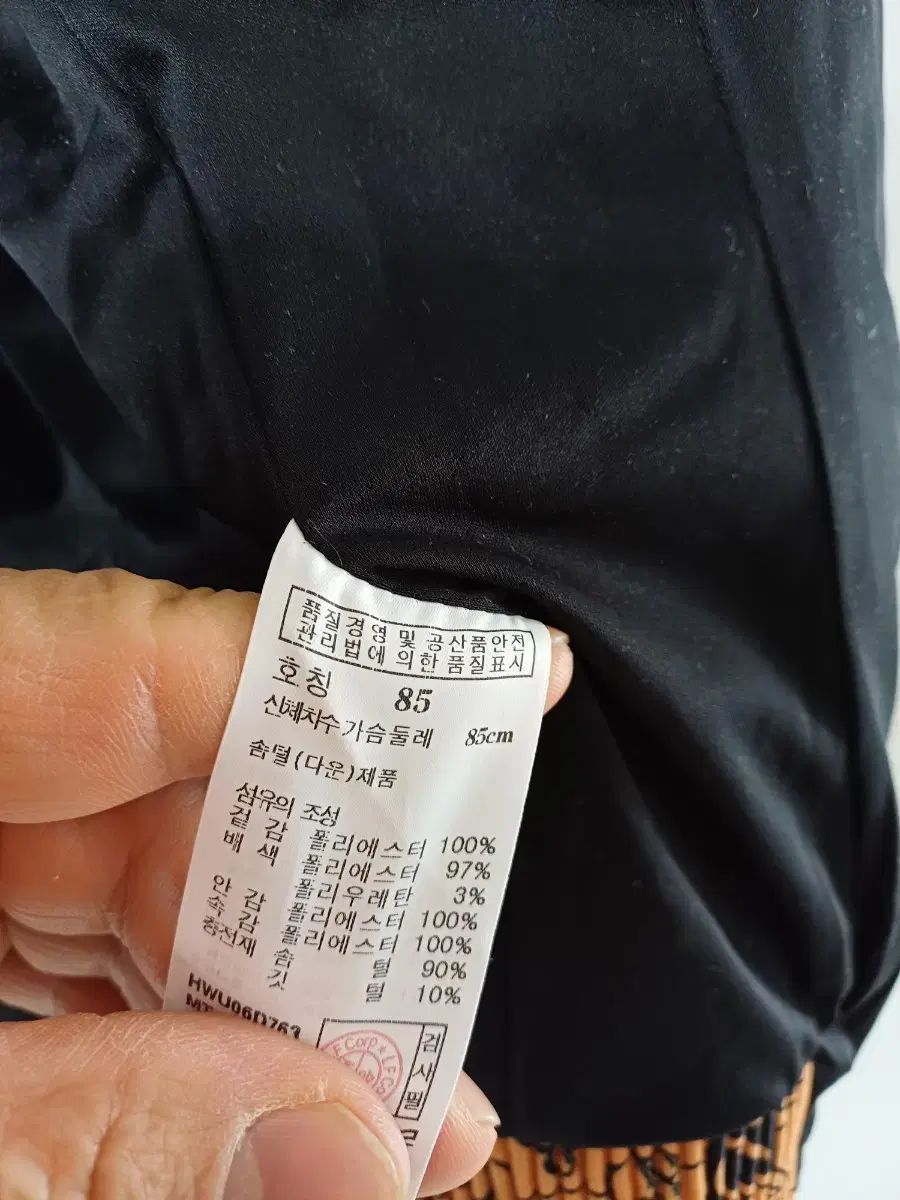 품질경영 및 공산품안전
관리법에 의한 품질표시
호칭 85
신체치수 가슴둘레 85cm
솜털(다운)제품
섬유의 조성
겉 감 폴리에스터 100%
배 색 폴리에스터 97%
폴리우레탄 3%
안 감 폴리에스터 100%
속 감 폴리에스터 100%
충전재 솜 털 90%
깃 털 10%
HWU06D763
검사필